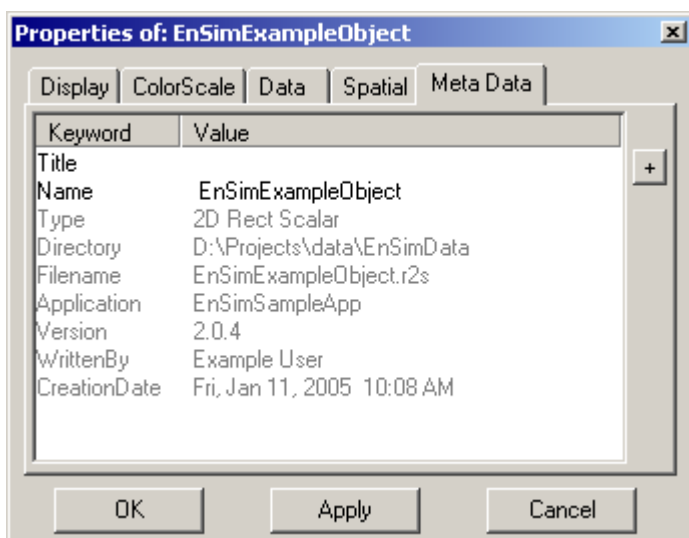 Properties of: EnSimExampleObject
Display ColorScale Data Spatial Meta Data
Keyword Value
Title
+
Name EnSimExampleObject
Type 2D Rect Scalar
Directory D:\Projects\data\EnSimData
Filename EnSimExampleObject.r2s
Application EnSimSampleApp
Version 2.0.4
WrittenBy Example User
CreationDate Fri, Jan 11, 2005 10:08 AM
OK Apply Cancel